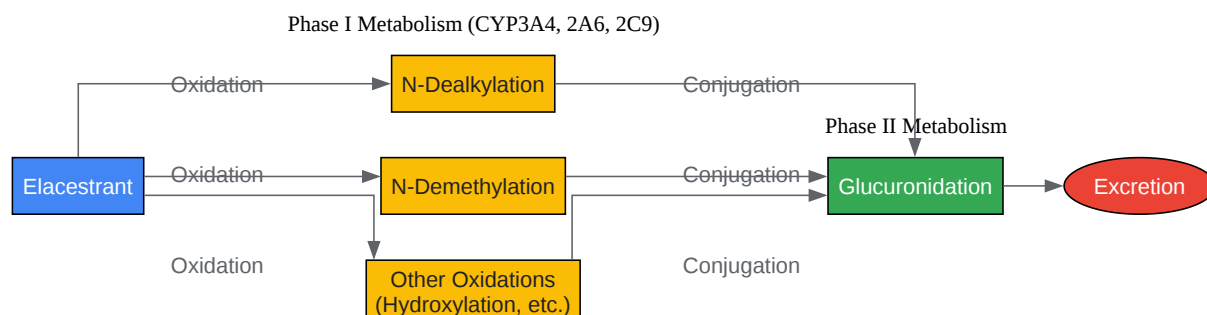 Phase I Metabolism (CYP3A4, 2A6, 2C9)
Oxidation
N-Dealkylation
Conjugation
Phase II Metabolism
Elacestrant
Oxidation
N-Demethylation
Conjugation
Glucuronidation
Excretion
Oxidation
Other Oxidations
(Hydroxylation, etc.)
Conjugation